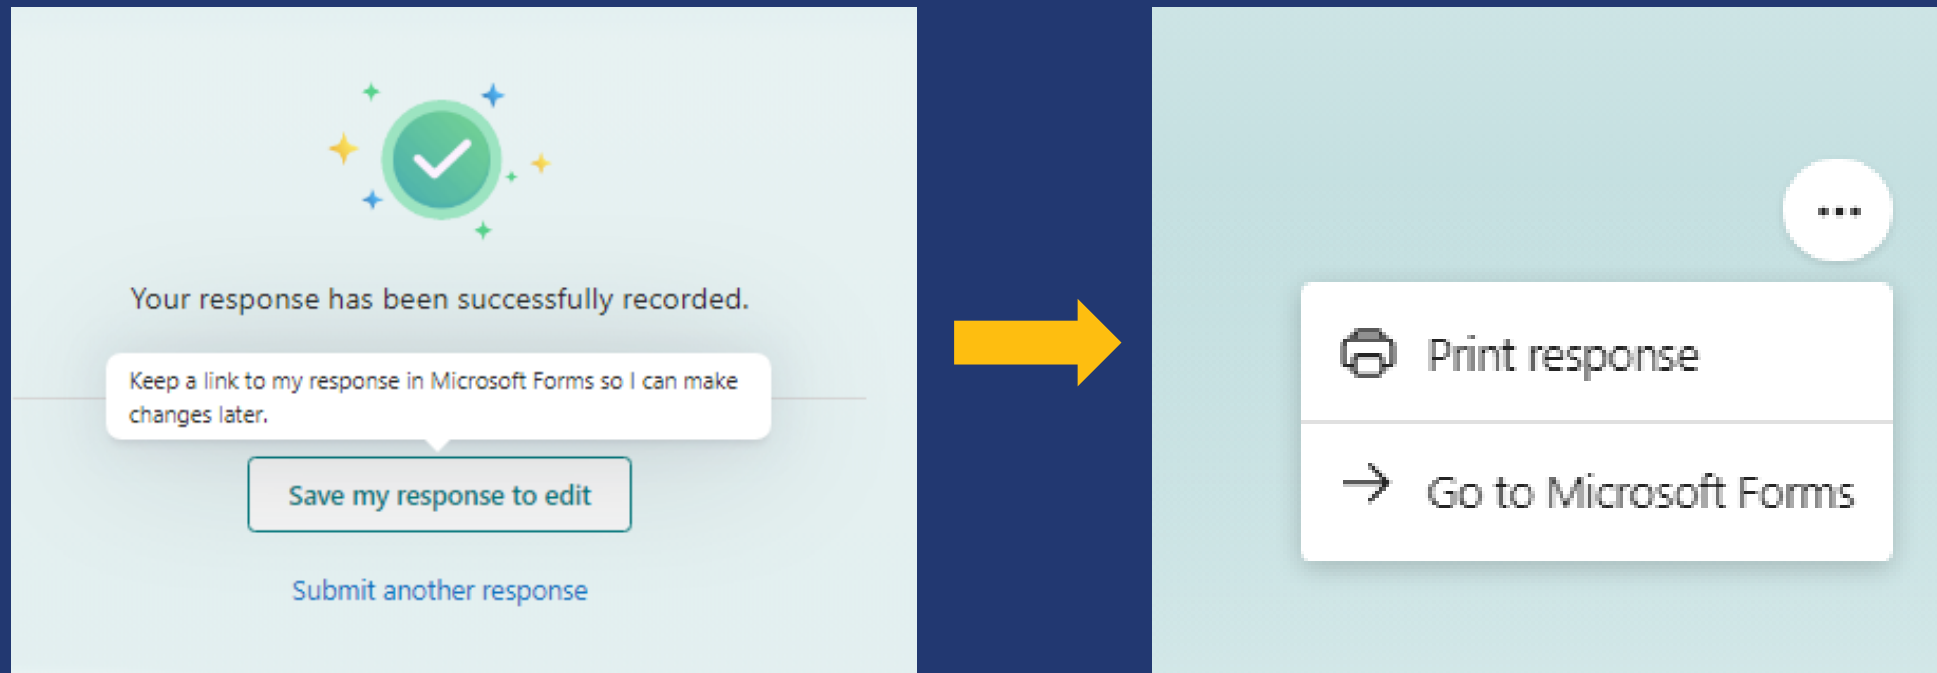 Your response has been successfully recorded.
Keep a link to my response in Microsoft Forms so I can make
changes later.
Save my response to edit
Submit another response
Print response
Go to Microsoft Forms